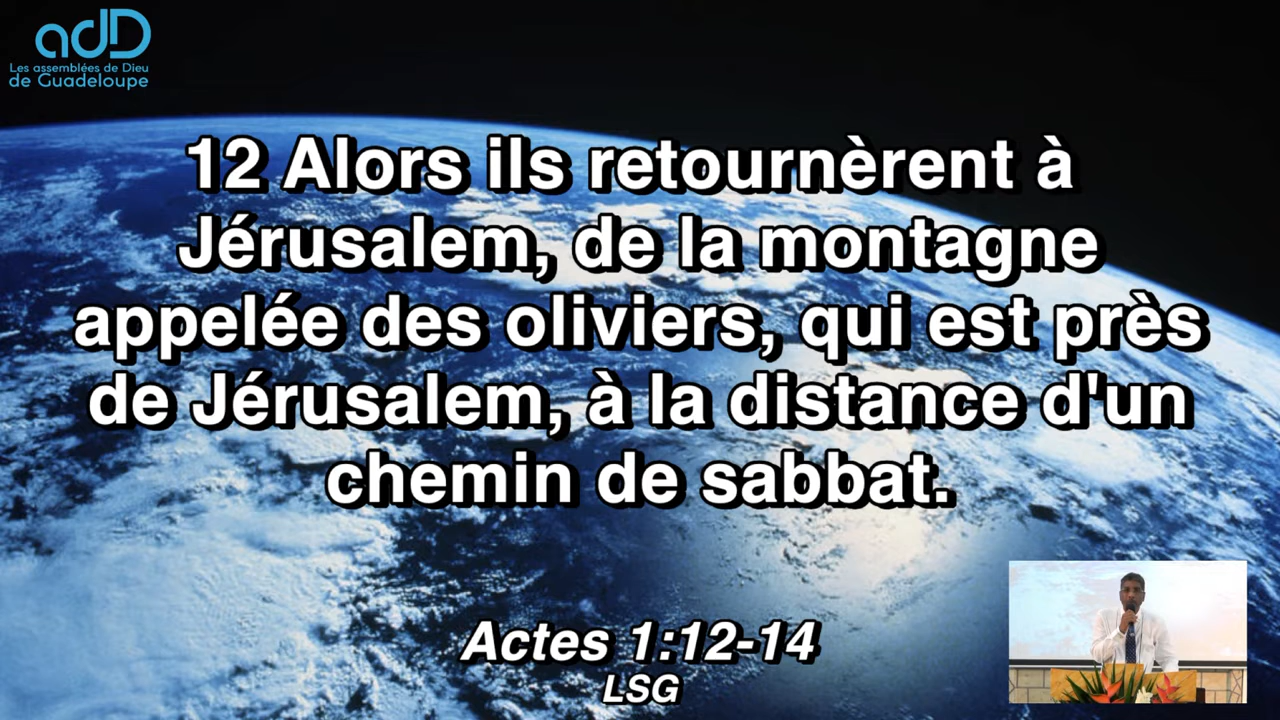 adD
Les assemblées de Dieu
de Guadeloupe
12 Alors ils retournèrent à
Jérusalem, de la montagne
appelée des oliviers, qui est près
de Jérusalem, à la distance d'un
chemin de sabbat.
Actes 1:12-14
LSG